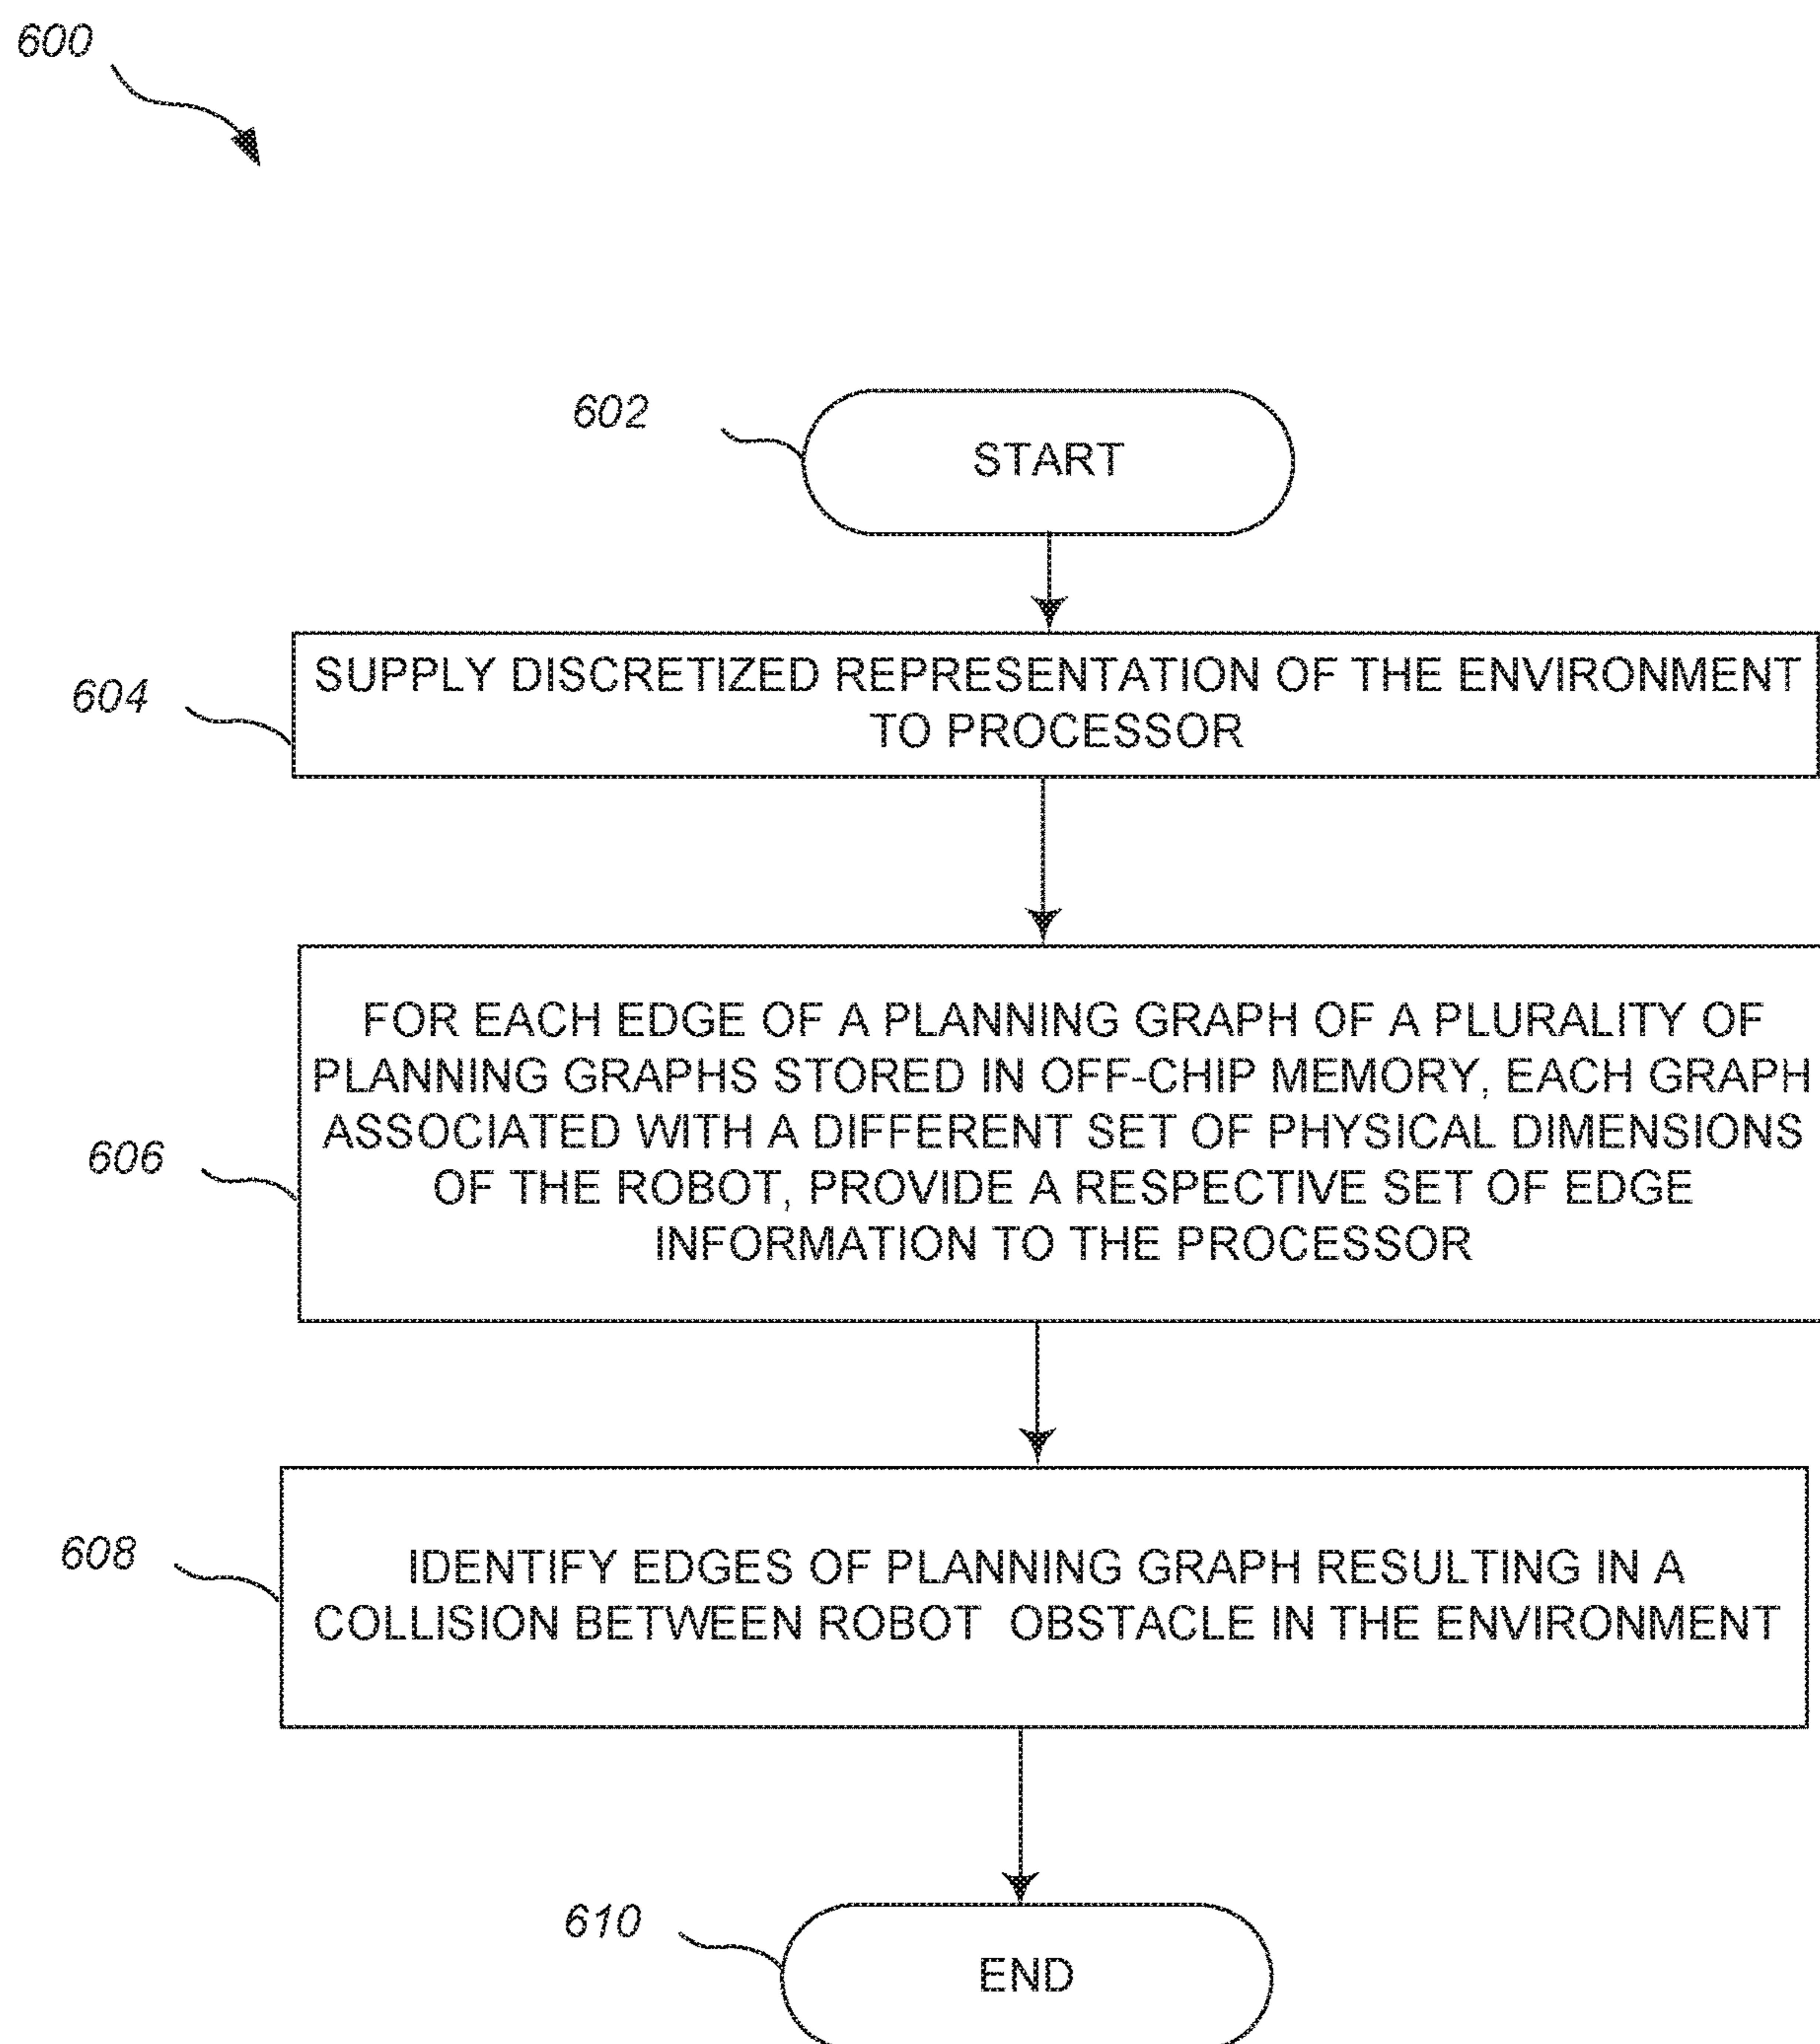 600
602
START
604
SUPPLY DISCRETIZED REPRESENTATION OF THE ENVIRONMENT
TO PROCESSOR
606
FOR EACH EDGE OF A PLANNING GRAPH OF A PLURALITY OF
PLANNING GRAPHS STORED IN OFF-CHIP MEMORY, EACH GRAPH
ASSOCIATED WITH A DIFFERENT SET OF PHYSICAL DIMENSIONS
OF THE ROBOT, PROVIDE A RESPECTIVE SET OF EDGE
INFORMATION TO THE PROCESSOR
608
IDENTIFY EDGES OF PLANNING GRAPH RESULTING IN A
COLLISION BETWEEN ROBOT OBSTACLE IN THE ENVIRONMENT
610
END